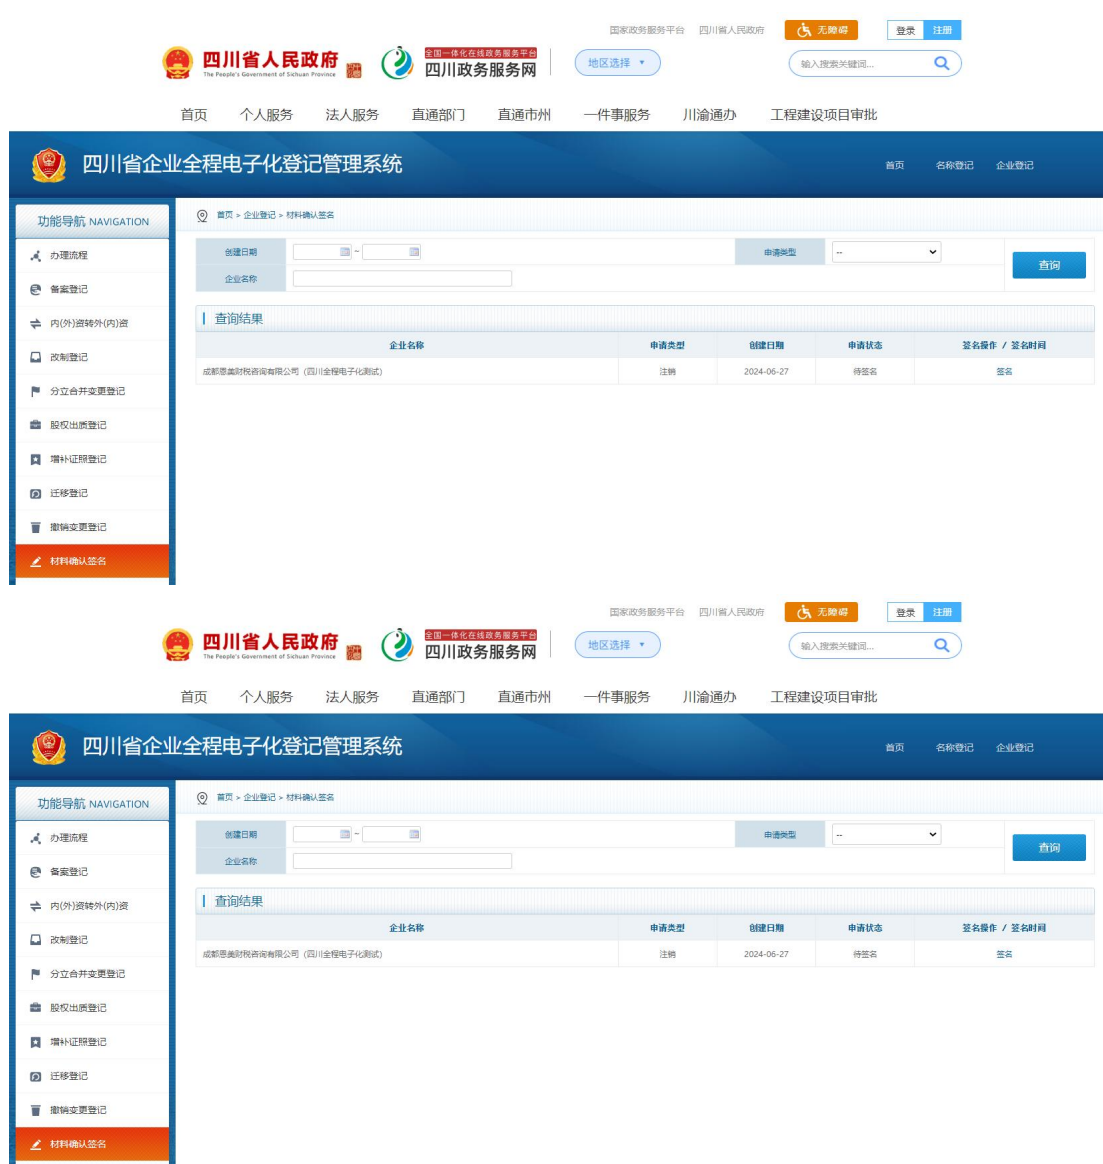 国家政务服务平台 四川省人民政府 无障碍 登录 注册
四川省人民政府 The People's Government of Sichuan Province
全国一体化在线政务服务平台
四川政务服务网
地区选择 ▼
输入搜索关键词...
首页 个人服务 法人服务 直通部门 直通市州 一件事服务 川渝通办 工程建设项目审批
四川省企业全程电子化登记管理系统 首页 名称登记 企业登记
功能导航 NAVIGATION
办理流程
备案登记
内(外)资转外(内)资
改制登记
分立合并变更登记
股权出质登记
增补证照登记
迁移登记
撤销变更登记
材料确认签名
首页 > 企业登记 > 材料确认签名
创建日期 ~ 申请类型 --
企业名称
查询
查询结果
企业名称 申请类型 创建日期 申请状态 签名操作 / 签名时间
成都恩美财税咨询有限公司（四川全程电子化测试） 注销 2024-06-27 待签名 签名
国家政务服务平台 四川省人民政府 无障碍 登录 注册
四川省人民政府 The People's Government of Sichuan Province
全国一体化在线政务服务平台
四川政务服务网
地区选择 ▼
输入搜索关键词...
首页 个人服务 法人服务 直通部门 直通市州 一件事服务 川渝通办 工程建设项目审批
四川省企业全程电子化登记管理系统 首页 名称登记 企业登记
功能导航 NAVIGATION
办理流程
备案登记
内(外)资转外(内)资
改制登记
分立合并变更登记
股权出质登记
增补证照登记
迁移登记
撤销变更登记
材料确认签名
首页 > 企业登记 > 材料确认签名
创建日期 ~ 申请类型 --
企业名称
查询
查询结果
企业名称 申请类型 创建日期 申请状态 签名操作 / 签名时间
成都恩美财税咨询有限公司（四川全程电子化测试） 注销 2024-06-27 待签名 签名